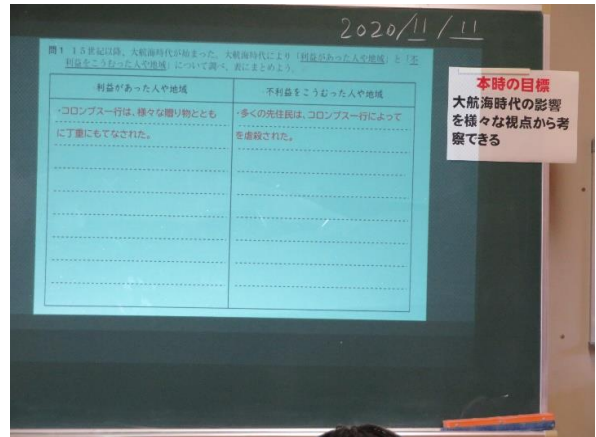 2020/11/11
問1 15世紀以降、大航海時代が始まった。大航海時代により「利益があった人や地域」と「不
利益をこうむった人や地域」について調べ、表にまとめよう。
利益があった人や地域
不利益をこうむった人や地域
・コロンブス一行は、様々な贈り物ととも
に丁重にもてなされた。
・多くの先住民は、コロンブス一行によって
を虐殺された。
本時の目標
大航海時代の影響
を様々な視点から考
察できる